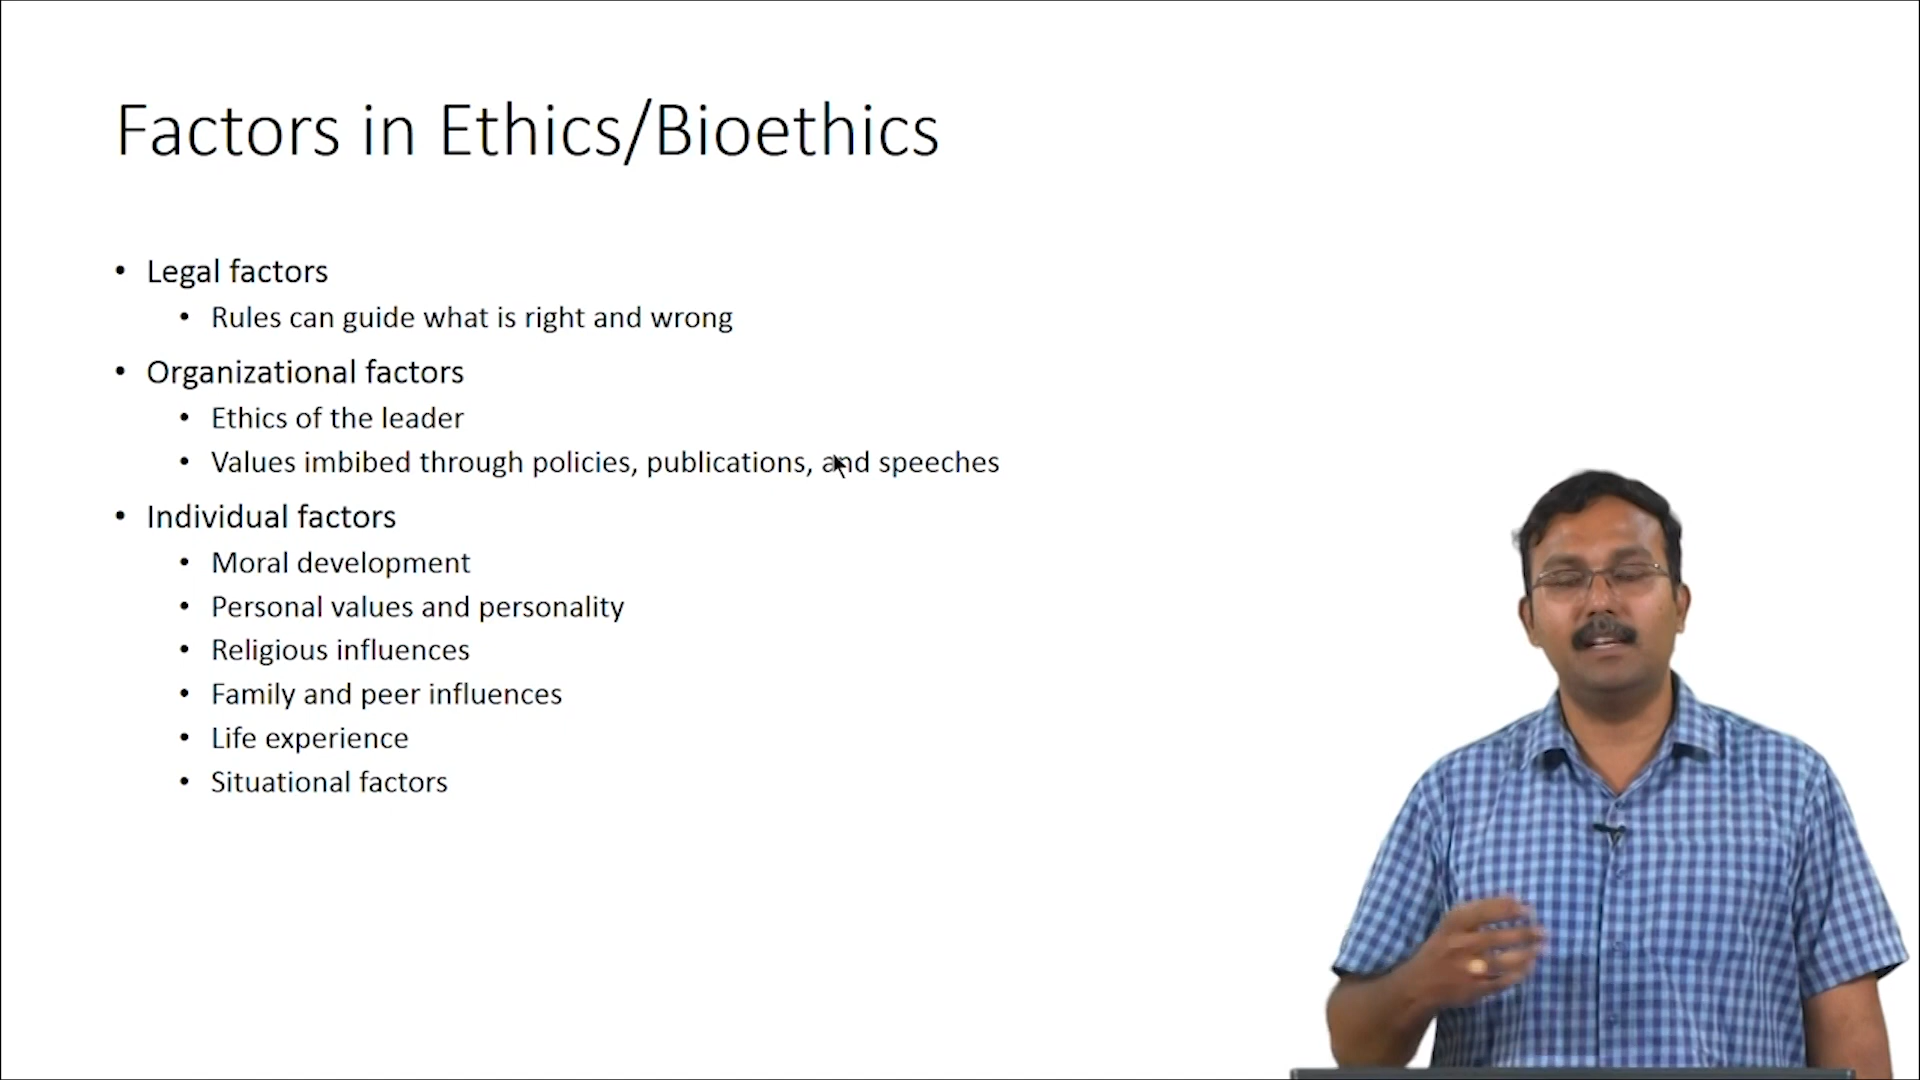 Factors in Ethics/Bioethics
• Legal factors
• Rules can guide what is right and wrong
• Organizational factors
• Ethics of the leader
• Values imbibed through policies, publications, and speeches
• Individual factors
• Moral development
• Personal values and personality
• Religious influences
• Family and peer influences
• Life experience
• Situational factors